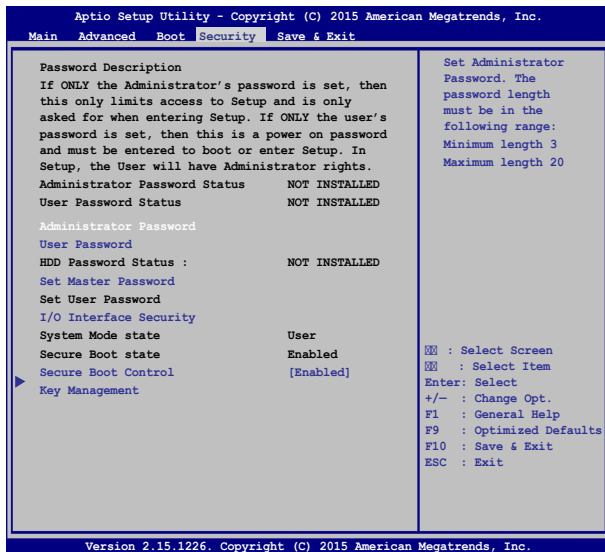 Aptio Setup Utility - Copyright (C) 2015 American Megatrends, Inc.
Main Advanced Boot Security Save & Exit
Password Description
If ONLY the Administrator's password is set, then
this only limits access to Setup and is only
asked for when entering Setup. If ONLY the user's
password is set, then this is a power on password
and must be entered to boot or enter Setup. In
Setup, the User will have Administrator rights.
Administrator Password Status NOT INSTALLED
User Password Status NOT INSTALLED
Administrator Password
User Password
HDD Password Status : NOT INSTALLED
Set Master Password
Set User Password
I/O Interface Security
System Mode state User
Secure Boot state Enabled
Secure Boot Control [Enabled]
Key Management
Set Administrator
Password. The
password length
must be in the
following range:
Minimum length 3
Maximum length 20
: Select Screen
: Select Item
Enter: Select
+/— : Change Opt.
F1 : General Help
F9 : Optimized Defaults
F10 : Save & Exit
ESC : Exit
Version 2.15.1226. Copyright (C) 2015 American Megatrends, Inc.